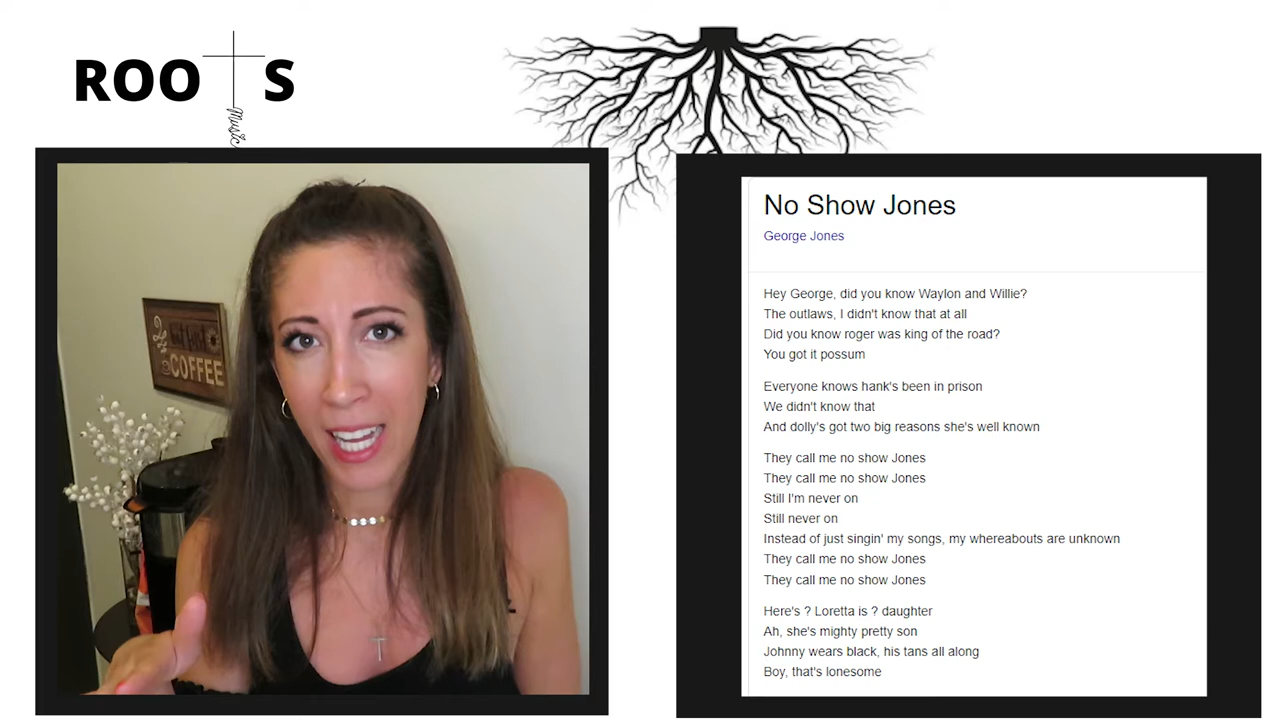 ROOTS
music
COFFEE
No Show Jones
George Jones
Hey George, did you know Waylon and Willie?
The outlaws, I didn't know that at all
Did you know roger was king of the road?
You got it possum
Everyone knows hank's been in prison
We didn't know that
And dolly's got two big reasons she's well known
They call me no show Jones
They call me no show Jones
Still I'm never on
Still never on
Instead of just singin' my songs, my whereabouts are unknown
They call me no show Jones
They call me no show Jones
Here's ? Loretta is ? daughter
Ah, she's mighty pretty son
Johnny wears black, his tans all along
Boy, that's lonesome